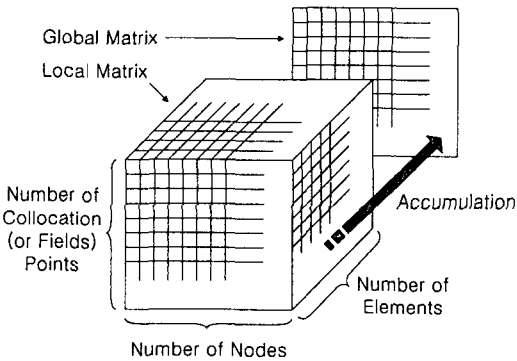 Global Matrix
Local Matrix
Number of
Collocation
(or Fields)
Points
Accumulation
Number of
Elements
Number of Nodes